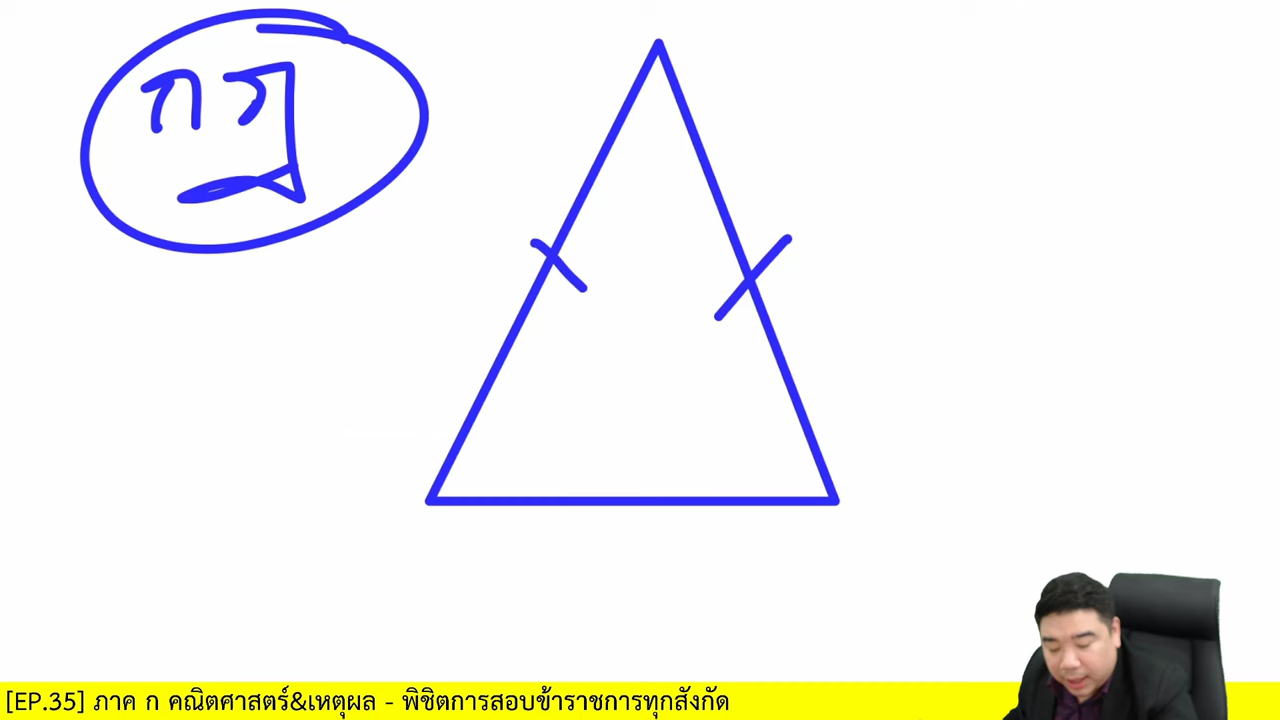 กฎ
[EP.35] ภาค ก คณิตศาสตร์&เหตุผล - พิชิตการสอบข้าราชการทุกสังกัด